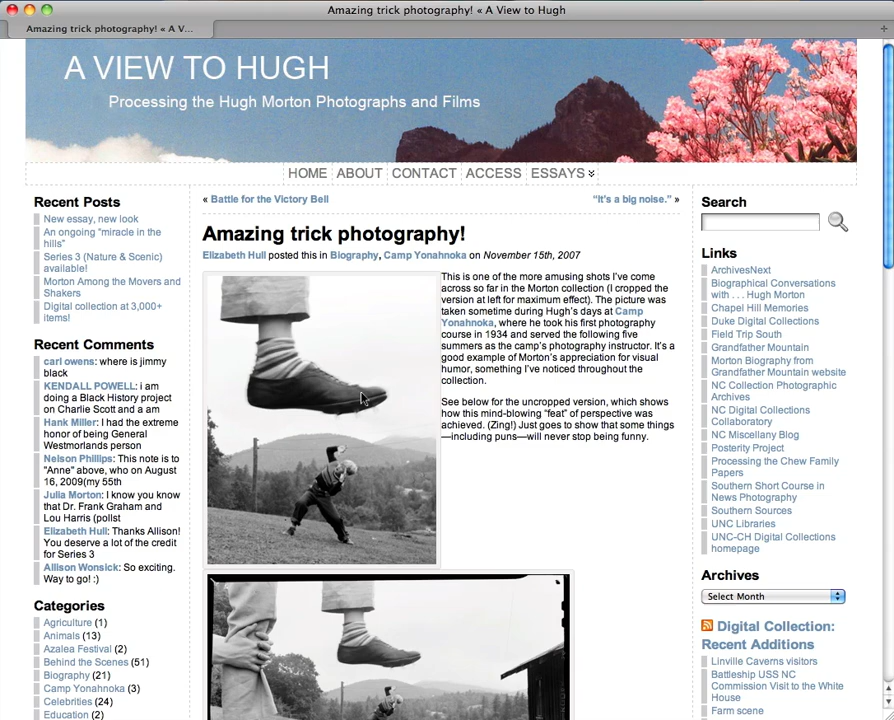 Amazing trick photography! « A View to Hugh
Amazing trick photography! « A V...
A VIEW TO HUGH
Processing the Hugh Morton Photographs and Films
HOME ABOUT CONTACT ACCESS ESSAYS
Recent Posts
New essay, new look
An ongoing “miracle in the
hills”
Series 3 (Nature & Scenic)
available!
Morton Among the Movers and
Shakers
Digital collection at 3,000+
items!
Recent Comments
carl owens: where is jimmy
black
KENDALL POWELL: i am
doing a Black History project
on Charlie Scott and a am
Hank Miller: I had the extreme
honor of being General
Westmorlands person
Nelson Phillips: This note is to
"Anne" above, who on August
16, 2009(my 55th
Julia Morton: I know you know
that Dr. Frank Graham and
Lou Harris (pollst
Elizabeth Hull: Thanks Allison!
You deserve a lot of the credit
for Series 3
Allison Wonsick: So exciting.
Way to go! :)
Categories
Agriculture (1)
Animals (13)
Azalea Festival (2)
Behind the Scenes (51)
Biography (21)
Camp Yonahnoka (3)
Celebrities (24)
Education (2)
« Battle for the Victory Bell
“It’s a big noise.” »
Amazing trick photography!
Elizabeth Hull posted this in Biography, Camp Yonahnoka on November 15th, 2007
This is one of the more amusing shots I’ve come
across so far in the Morton collection (I cropped the
version at left for maximum effect). The picture was
taken sometime during Hugh’s days at Camp
Yonahnoka, where he took his first photography
course in 1934 and served the following five
summers as the camp’s photography instructor. It’s a
good example of Morton’s appreciation for visual
humor, something I’ve noticed throughout the
collection.
See below for the uncropped version, which shows
how this mind-blowing “feat” of perspective was
achieved. (Zing!) Just goes to show that some things
—including puns—will never stop being funny.
Search
Links
ArchivesNext
Biographical Conversations
with . . . Hugh Morton
Chapel Hill Memories
Duke Digital Collections
Field Trip South
Grandfather Mountain
Morton Biography from
Grandfather Mountain website
NC Collection Photographic
Archives
NC Digital Collections
Collaboratory
NC Miscellany Blog
Posterity Project
Processing the Chew Family
Papers
Southern Short Course in
News Photography
Southern Sources
UNC Libraries
UNC-CH Digital Collections
homepage
Archives
Select Month
Digital Collection:
Recent Additions
Linville Caverns visitors
Battleship USS NC
Commission Visit to the White
House
Farm scene